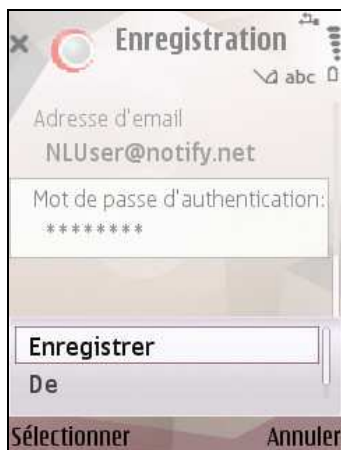 Enregistration
abc
Adresse d'email
NLUser@notify.net
Mot de passe d'authentication:
********
Enregistrer
De
Sélectionner Annuler